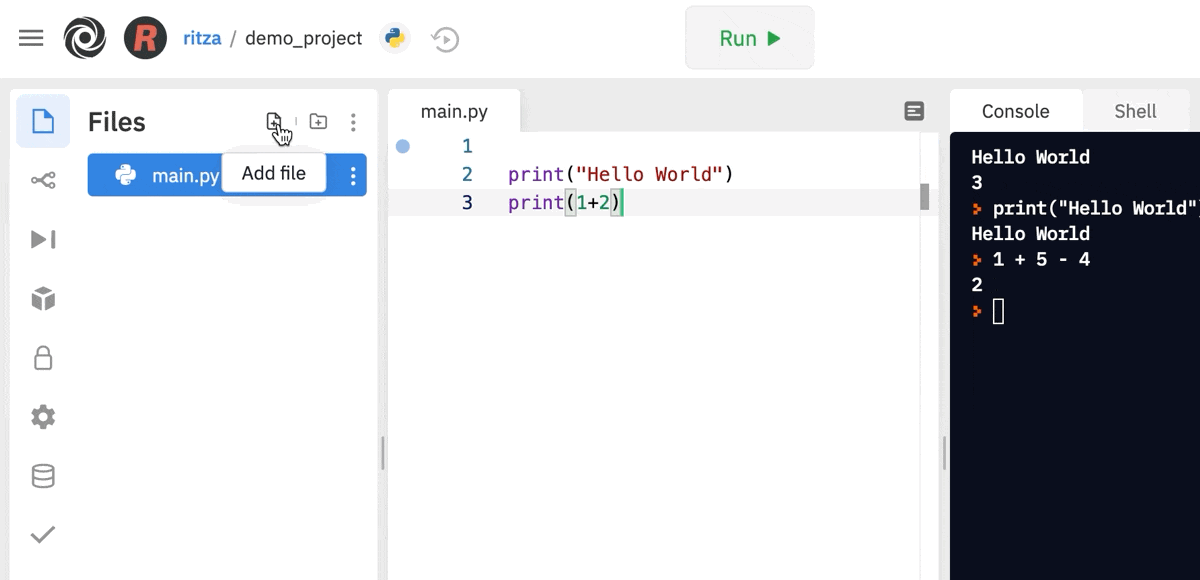 R ritza / demo_project
Run
Files
main.py
Add file
main.py
1
2 print("Hello World")
3 print(1+2)
Console Shell
Hello World
3
print("Hello World")
Hello World
1 + 5 - 4
2